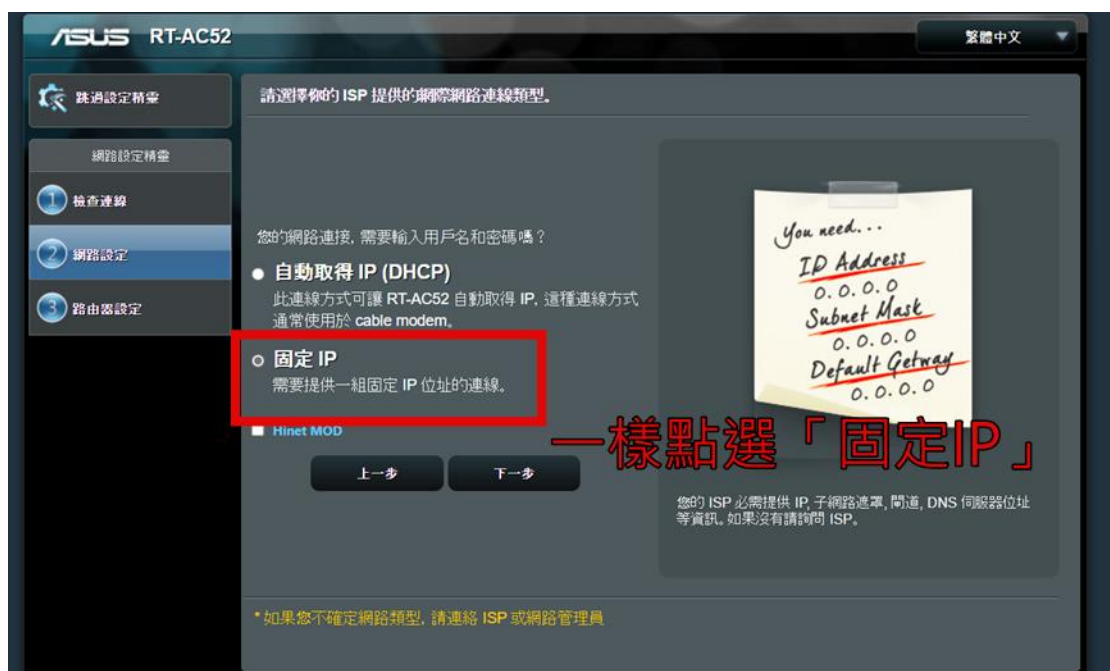 ASUS RT-AC52
繁體中文
跳過設定精靈
網路設定精靈
1 檢查連線
2 網路設定
3 路由器設定
請選擇你的 ISP 提供的網際網路連線類型。
您的網路連接, 需要輸入用戶名和密碼嗎？
自動取得 IP (DHCP)
此連線方式可讓 RT-AC52 自動取得 IP, 這種連線方式
通常使用於 cable modem。
固定 IP
需要提供一組固定 IP 位址的連線。
Hinet MOD
上一步
下一步
You need...
ID Address
0.0.0.0
Subnet Mask
0.0.0.0
Default Getway
0.0.0.0
一樣點選「固定IP」
您的 ISP 必需提供 IP, 子網路遮罩, 閘道, DNS 伺服器位址
等資訊。如果沒有請詢問 ISP。
* 如果您不確定網路類型, 請連絡 ISP 或網路管理員